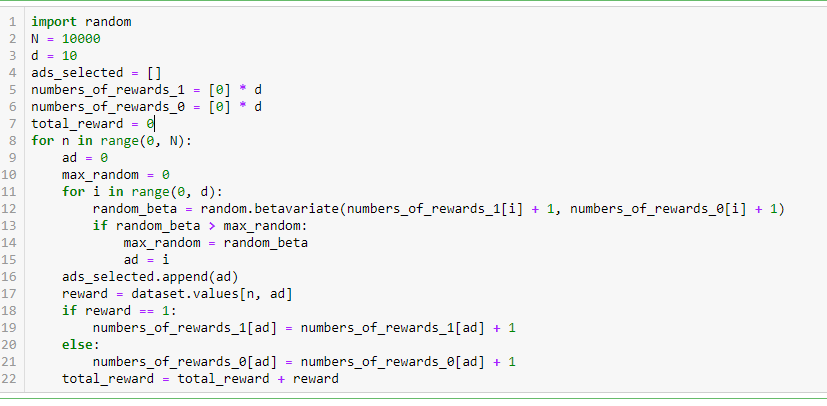 1 import random
2 N = 10000
3 d = 10
4 ads_selected = []
5 numbers_of_rewards_1 = [0] * d
6 numbers_of_rewards_0 = [0] * d
7 total_reward = 0
8 for n in range(0, N):
9     ad = 0
10     max_random = 0
11     for i in range(0, d):
12         random_beta = random.betavariate(numbers_of_rewards_1[i] + 1, numbers_of_rewards_0[i] + 1)
13         if random_beta > max_random:
14             max_random = random_beta
15             ad = i
16     ads_selected.append(ad)
17     reward = dataset.values[n, ad]
18     if reward == 1:
19         numbers_of_rewards_1[ad] = numbers_of_rewards_1[ad] + 1
20     else:
21         numbers_of_rewards_0[ad] = numbers_of_rewards_0[ad] + 1
22     total_reward = total_reward + reward